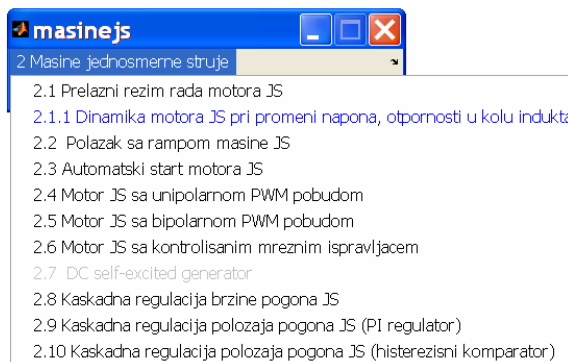 masinejs
2 Masine jednosmerne struje
2.1 Prelazni rezim rada motora JS
2.1.1 Dinamika motora JS pri promeni napona, otpornosti u kolu indukta
2.2 Polazak sa rampom masine JS
2.3 Automatski start motora JS
2.4 Motor JS sa unipolarnom PWM pobudom
2.5 Motor JS sa bipolarnom PWM pobudom
2.6 Motor JS sa kontrolisanim mreznim ispravljacem
2.7 DC self-excited generator
2.8 Kaskadna regulacija brzine pogona JS
2.9 Kaskadna regulacija polozaja pogona JS (PI regulator)
2.10 Kaskadna regulacija polozaja pogona JS (histerezisni komparator)